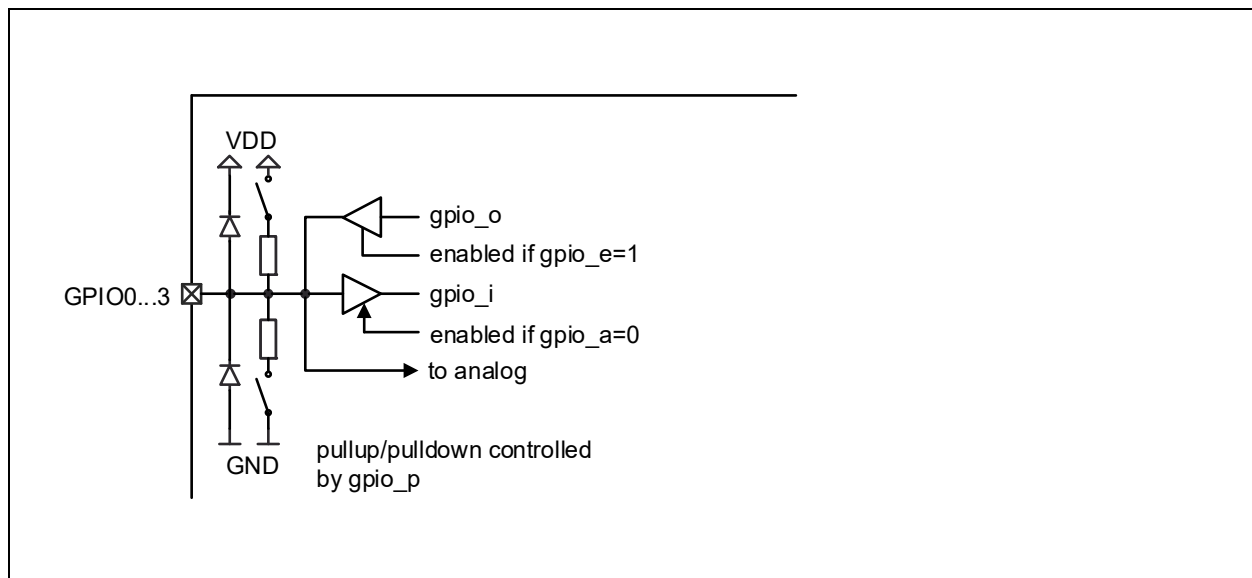 VDD
gpio_o
enabled if gpio_e=1
GPIO0...3
gpio_i
enabled if gpio_a=0
to analog
GND
pullup/pulldown controlled
by gpio_p